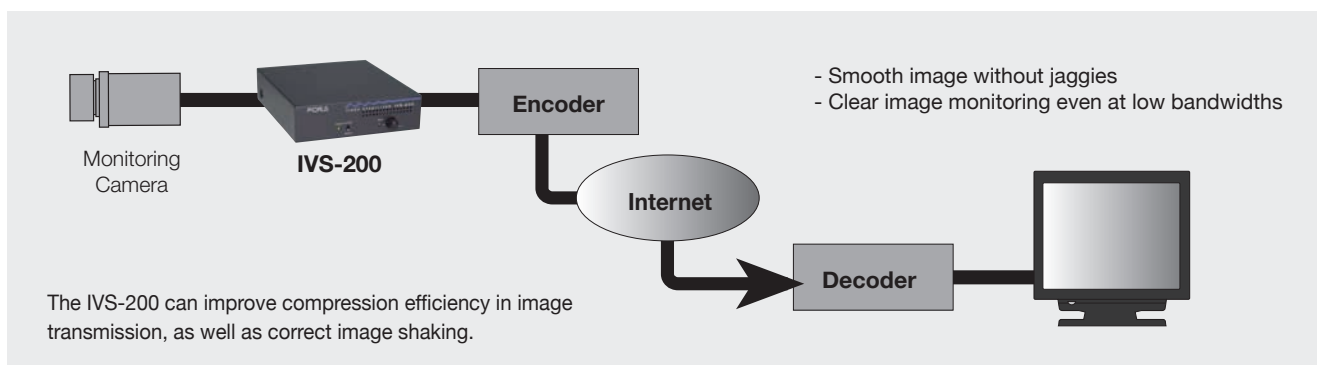 - Smooth image without jaggies
- Clear image monitoring even at low bandwidths
Encoder
Monitoring
Camera
IVS-200
Internet
Decoder
The IVS-200 can improve compression efficiency in image
transmission, as well as correct image shaking.